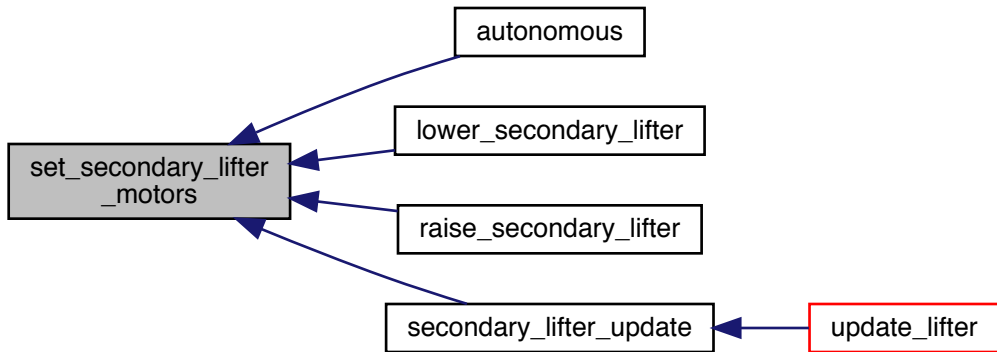 autonomous
lower_secondary_lifter
set_secondary_lifter
_motors
raise_secondary_lifter
secondary_lifter_update
update_lifter